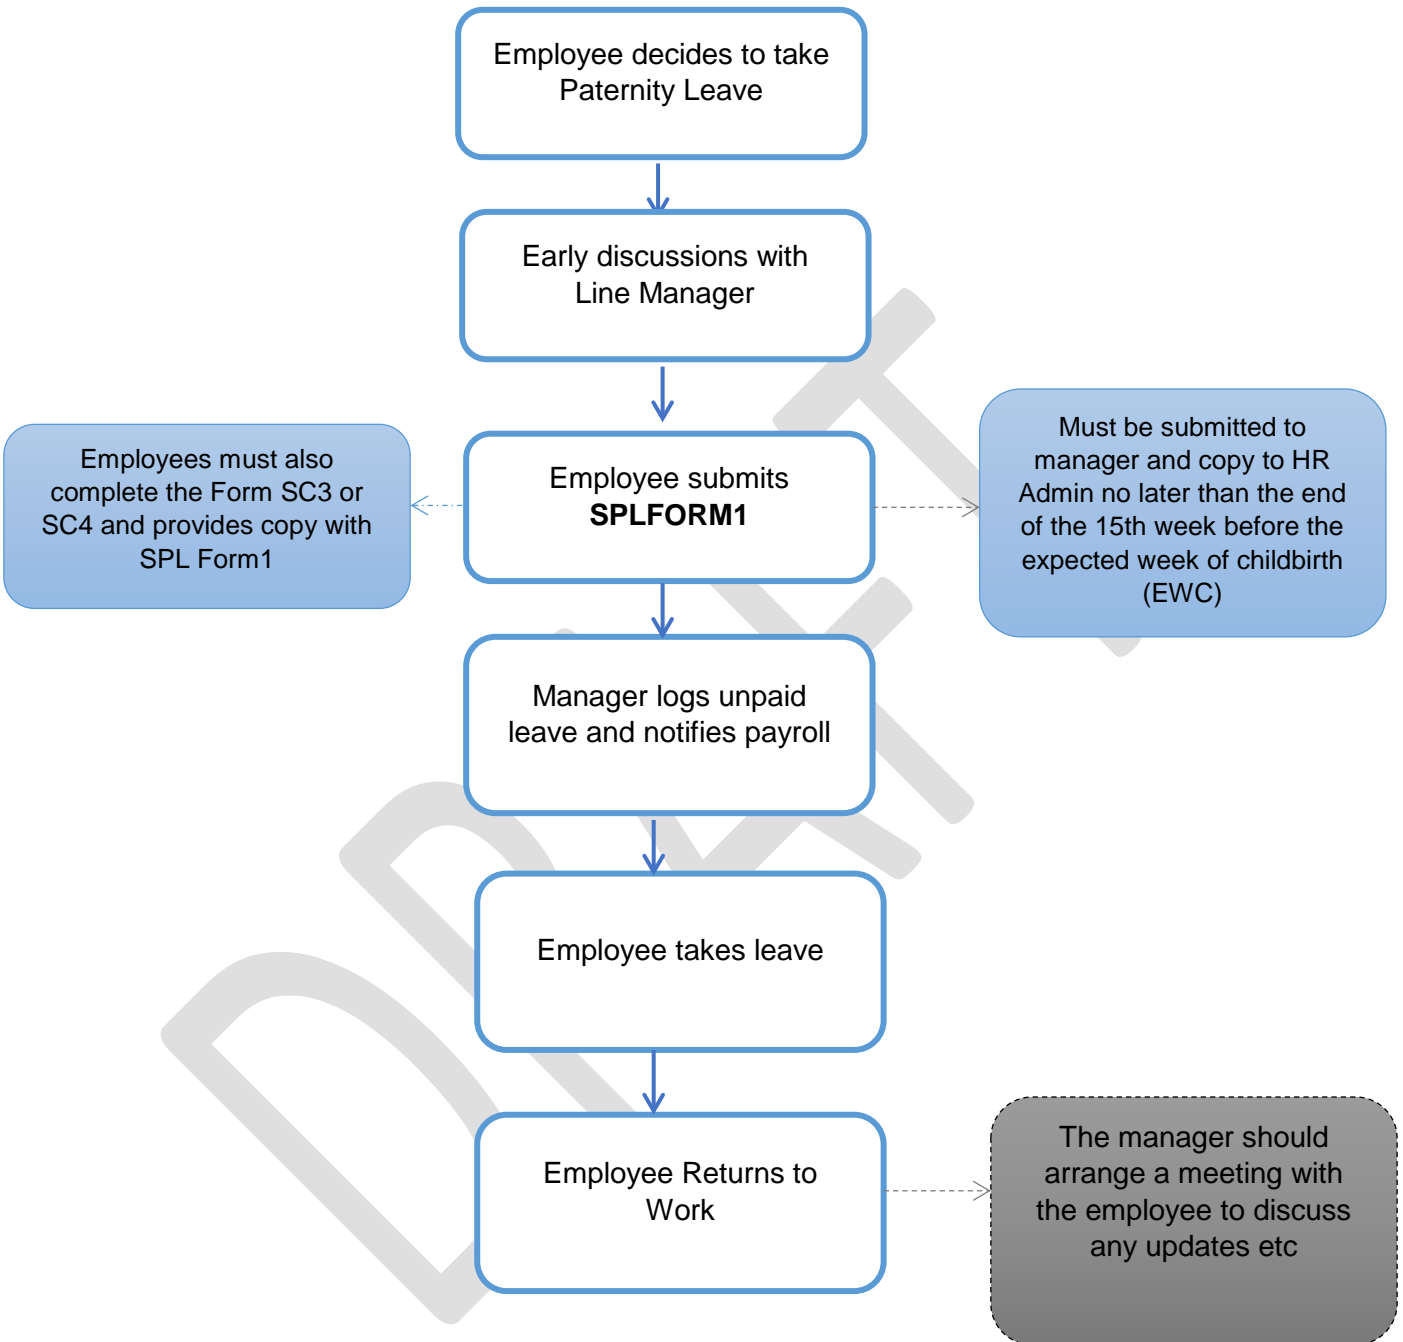 Employee decides to take
Paternity Leave
Early discussions with
Line Manager
Employees must also
complete the Form SC3 or
SC4 and provides copy with
SPL Form1
Employee submits
SPLFORM1
Must be submitted to
manager and copy to HR
Admin no later than the end
of the 15th week before the
expected week of childbirth
(EWC)
Manager logs unpaid
leave and notifies payroll
Employee takes leave
Employee Returns to
Work
The manager should
arrange a meeting with
the employee to discuss
any updates etc
DRAFT